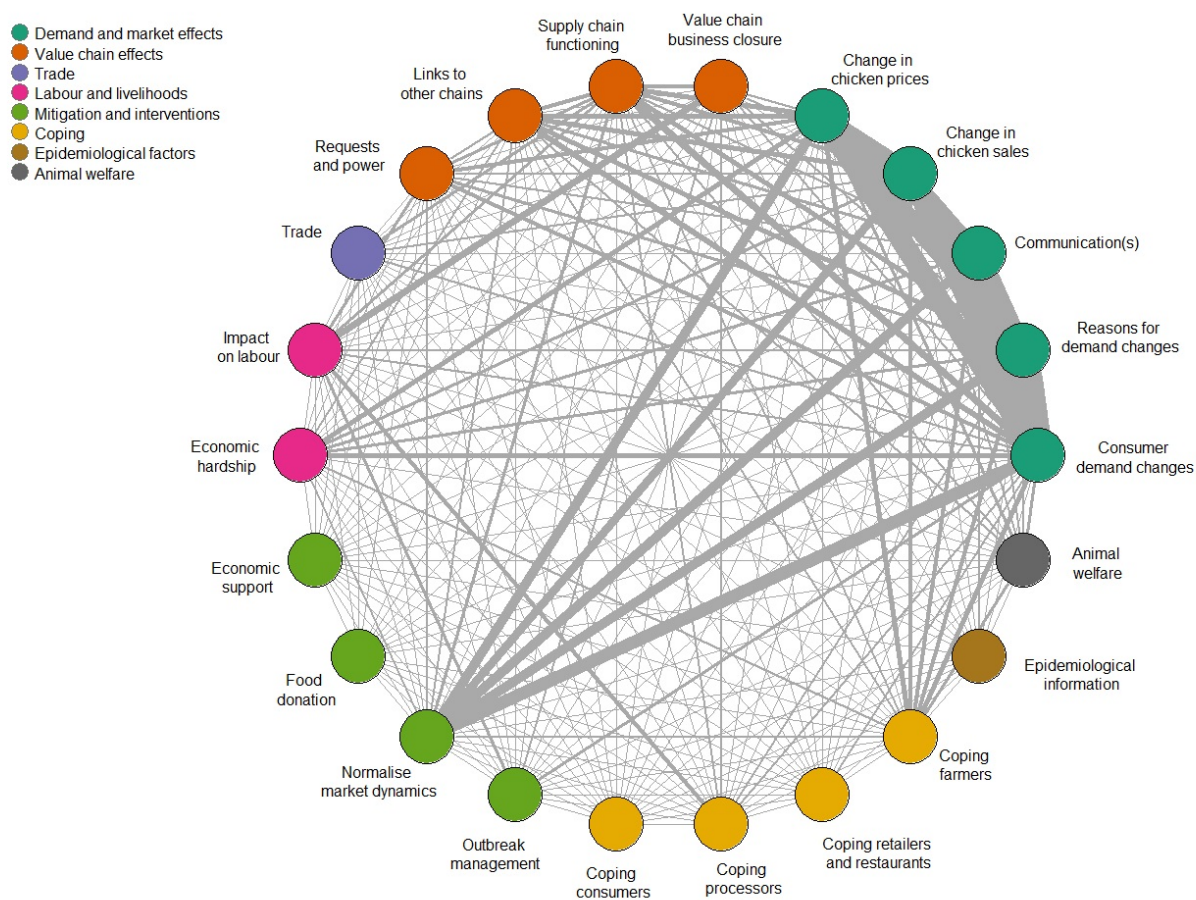 Demand and market effects
Value chain effects
Trade
Labour and livelihoods
Mitigation and interventions
Coping
Epidemiological factors
Animal welfare
Supply chain
functioning
Value chain
business closure
Change in
chicken prices
Change in
chicken sales
Communication(s)
Reasons for
demand changes
Consumer
demand changes
Animal
welfare
Epidemiological
information
Coping
farmers
Coping retailers
and restaurants
Coping
processors
Coping
consumers
Outbreak
management
Normalise
market dynamics
Food
donation
Economic
support
Economic
hardship
Impact
on labour
Trade
Requests
and power
Links to
other chains